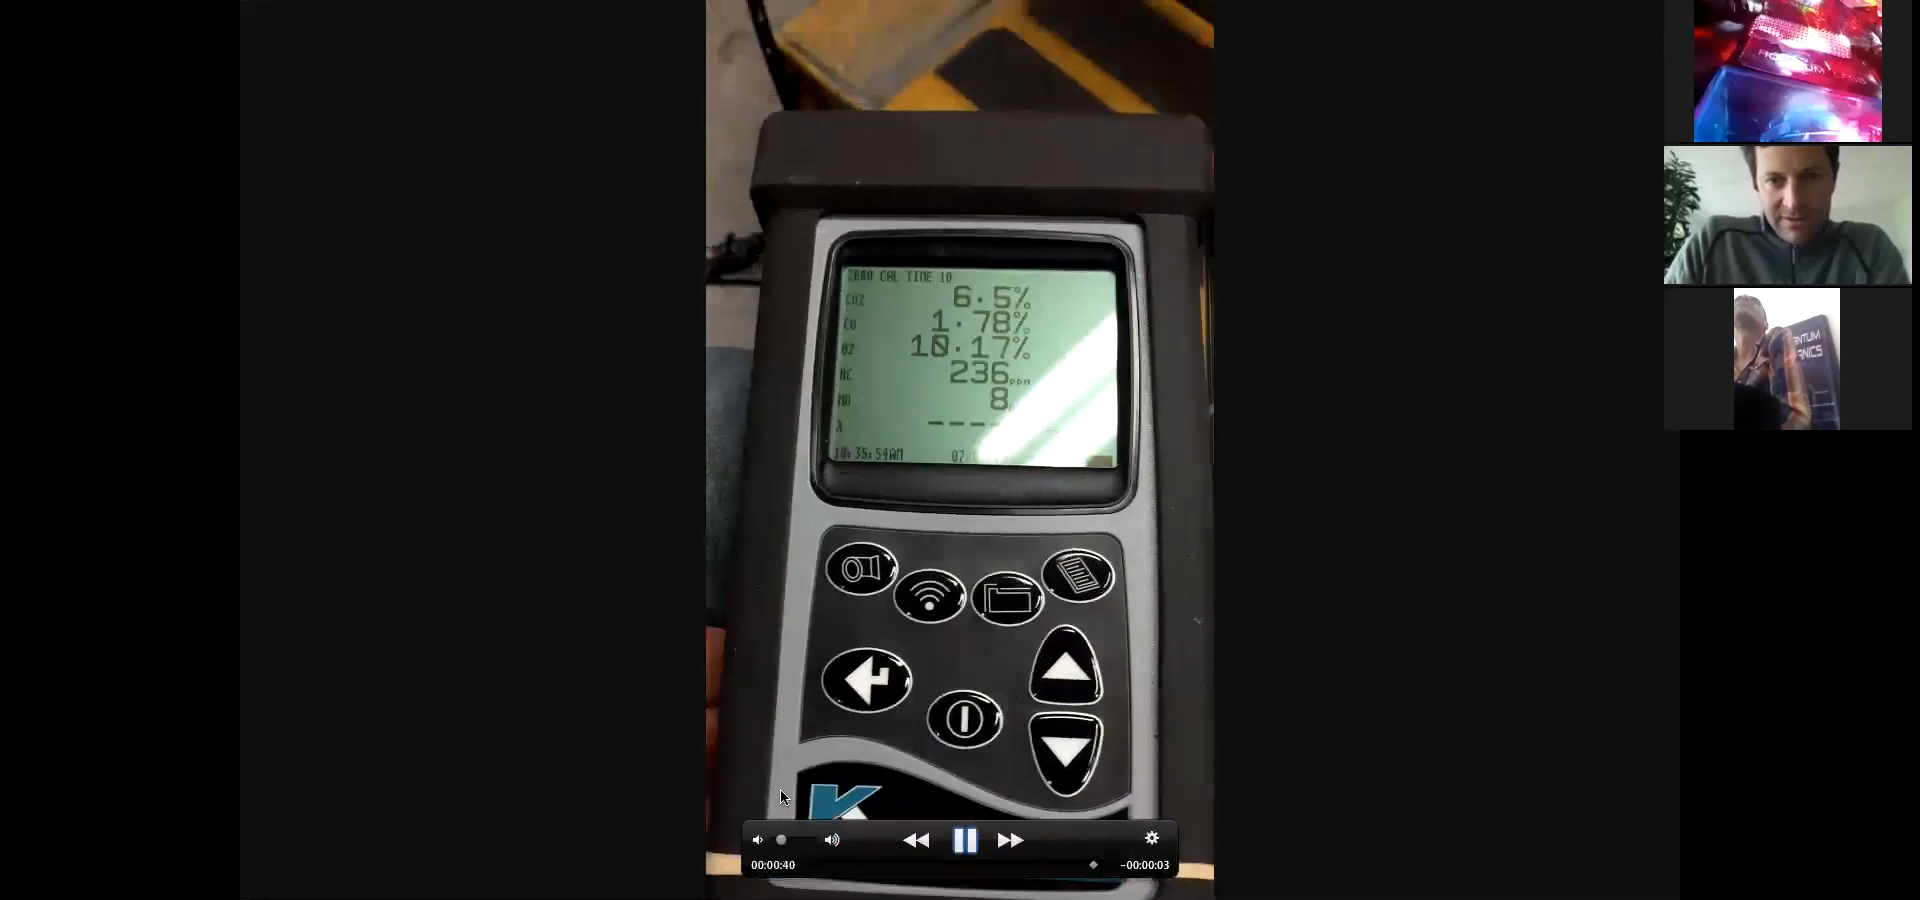 ZERO CAL TIME 10
CO2 6.5%
CO 1.78%
O2 10.17%
HC 236ppm
NO 8
λ ----
10:35:54AM 07
K
00:00:40 -00:00:03